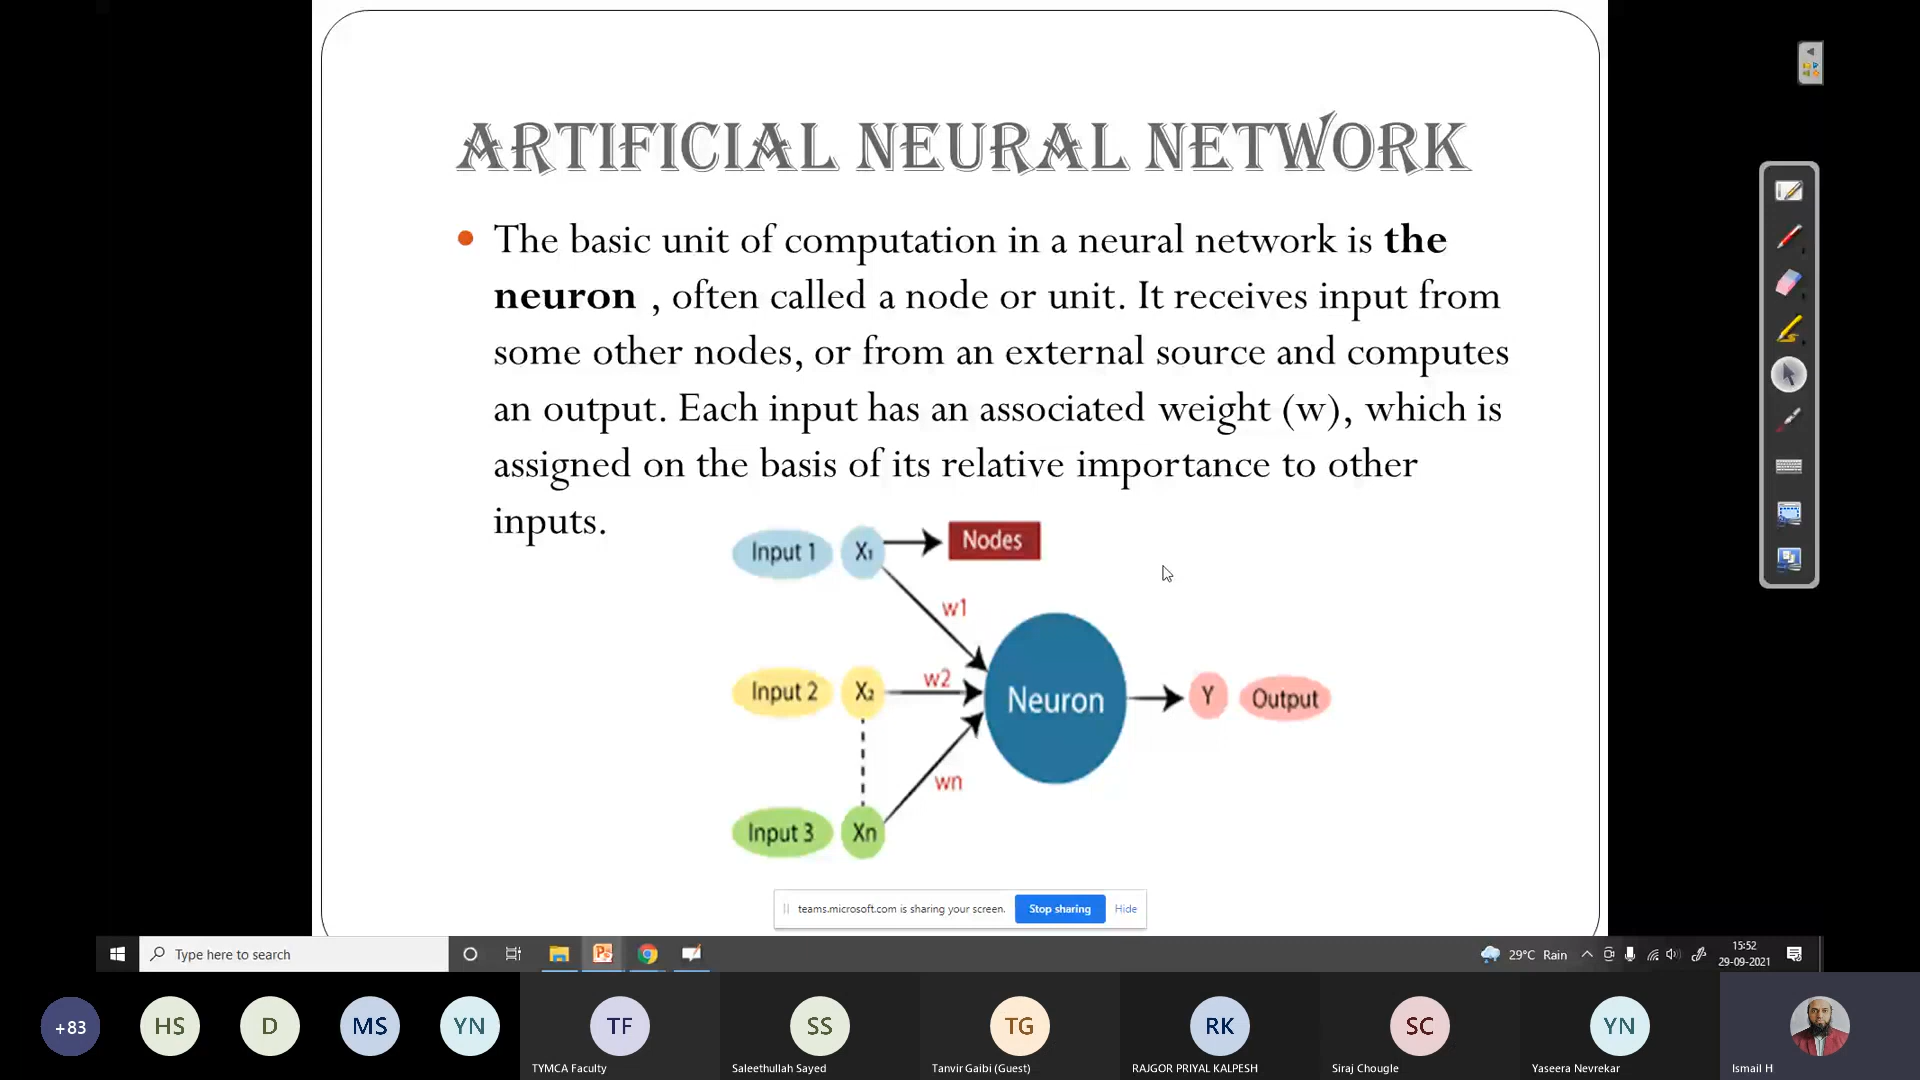 ARTIFICIAL NEURAL NETWORK
• The basic unit of computation in a neural network is the
neuron , often called a node or unit. It receives input from
some other nodes, or from an external source and computes
an output. Each input has an associated weight (w), which is
assigned on the basis of its relative importance to other
inputs.
Input 1 X₁ Nodes
w1
Input 2 X₂ w2 Neuron Y Output
wn
Input 3 Xn
teams.microsoft.com is sharing your screen. Stop sharing Hide
Type here to search
29°C Rain
15:52
29-09-2021
+83 HS D MS YN TF SS TG RK SC YN
TYMCA Faculty Saleethullah Sayed Tanvir Gaibi (Guest) RAJGOR PRIYAL KALPESH Siraj Chougle Yaseera Nevrekar Ismail H